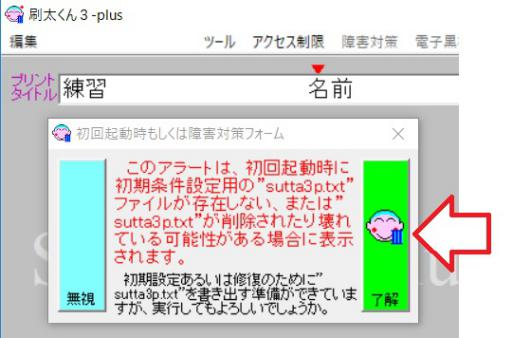 刷太くん３-plus
編集 ツール アクセス制限 障害対策 電子黒
プリント
タイトル 練習 名前
初回起動時もしくは障害対策フォーム
このアラートは、初回起動時に
初期条件設定用の”sutta3p.txt”
ファイルが存在しない、または”
sutta3p.txt”が削除されたり壊れ
ている可能性がある場合に表示
されます。
初期設定あるいは修復のために”
sutta3p.txt”を書き出す準備ができていま
すが、実行してもよろしいでしょうか。
無視
了解